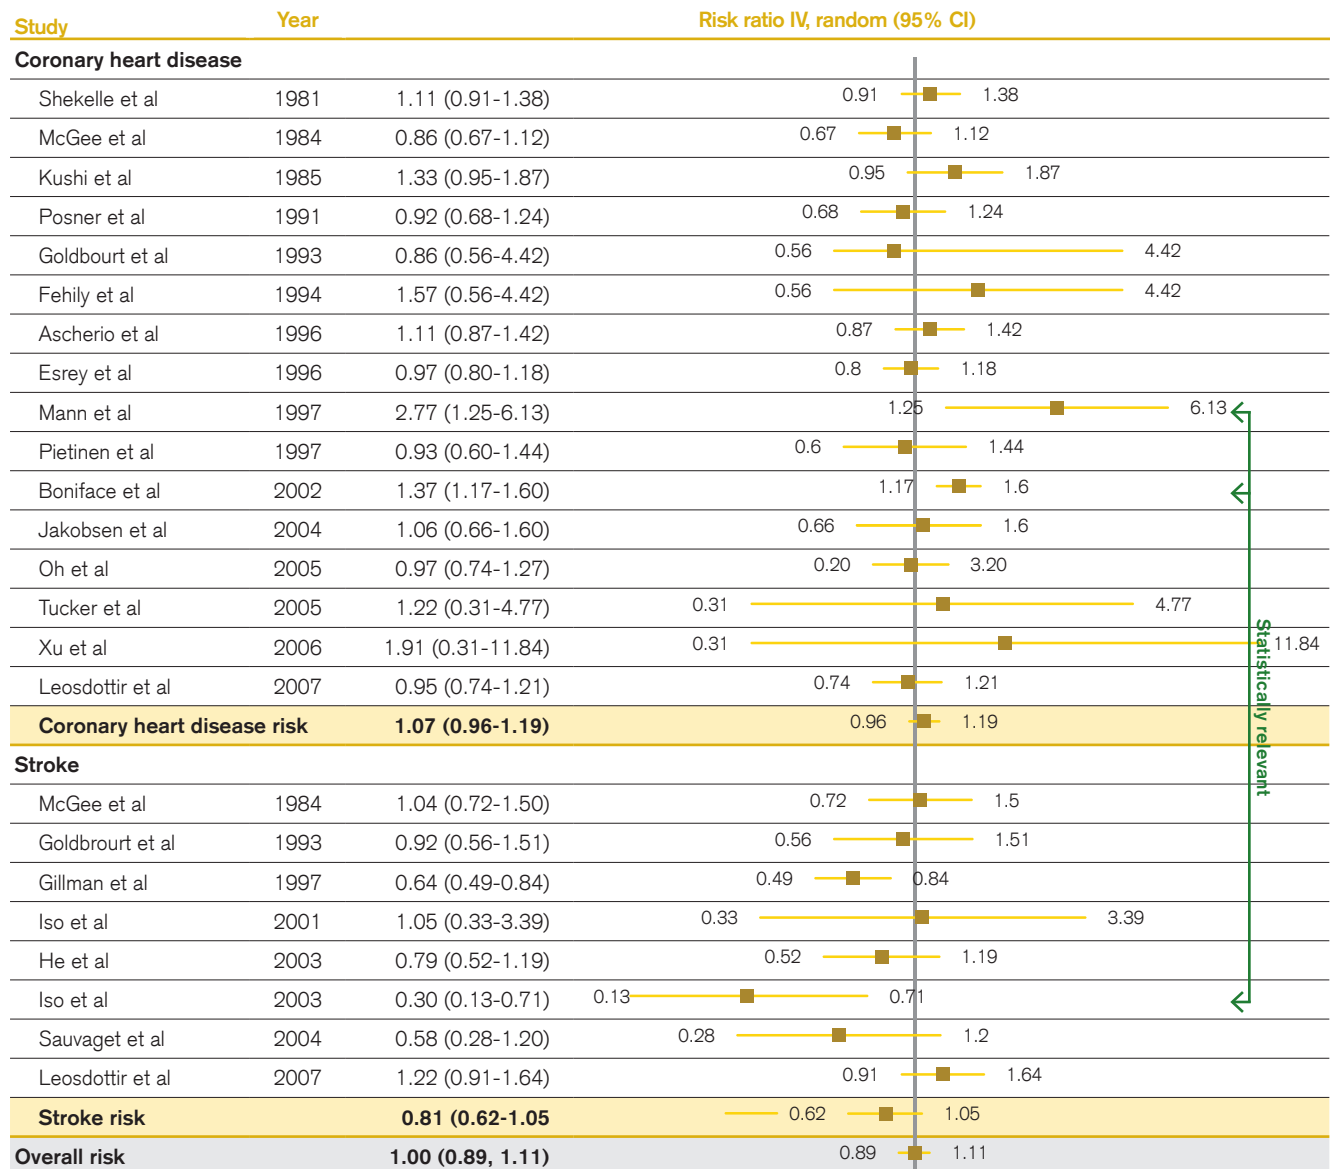 Study Year Risk ratio IV, random (95% CI)
Coronary heart disease
Shekelle et al 1981 1.11 (0.91-1.38) 0.91 1.38
McGee et al 1984 0.86 (0.67-1.12) 0.67 1.12
Kushi et al 1985 1.33 (0.95-1.87) 0.95 1.87
Posner et al 1991 0.92 (0.68-1.24) 0.68 1.24
Goldbourt et al 1993 0.86 (0.56-4.42) 0.56 4.42
Fehily et al 1994 1.57 (0.56-4.42) 0.56 4.42
Ascherio et al 1996 1.11 (0.87-1.42) 0.87 1.42
Esrey et al 1996 0.97 (0.80-1.18) 0.8 1.18
Mann et al 1997 2.77 (1.25-6.13) 1.25 6.13
Pietinen et al 1997 0.93 (0.60-1.44) 0.6 1.44
Boniface et al 2002 1.37 (1.17-1.60) 1.17 1.6
Jakobsen et al 2004 1.06 (0.66-1.60) 0.66 1.6
Oh et al 2005 0.97 (0.74-1.27) 0.20 3.20
Tucker et al 2005 1.22 (0.31-4.77) 0.31 4.77
Xu et al 2006 1.91 (0.31-11.84) 0.31 11.84
Leosdottir et al 2007 0.95 (0.74-1.21) 0.74 1.21
Coronary heart disease risk 1.07 (0.96-1.19) 0.96 1.19
Statistically relevant
Stroke
McGee et al 1984 1.04 (0.72-1.50) 0.72 1.5
Goldbrourt et al 1993 0.92 (0.56-1.51) 0.56 1.51
Gillman et al 1997 0.64 (0.49-0.84) 0.49 0.84
Iso et al 2001 1.05 (0.33-3.39) 0.33 3.39
He et al 2003 0.79 (0.52-1.19) 0.52 1.19
Iso et al 2003 0.30 (0.13-0.71) 0.13 0.71
Sauvaget et al 2004 0.58 (0.28-1.20) 0.28 1.2
Leosdottir et al 2007 1.22 (0.91-1.64) 0.91 1.64
Stroke risk 0.81 (0.62-1.05 0.62 1.05
Overall risk 1.00 (0.89, 1.11) 0.89 1.11